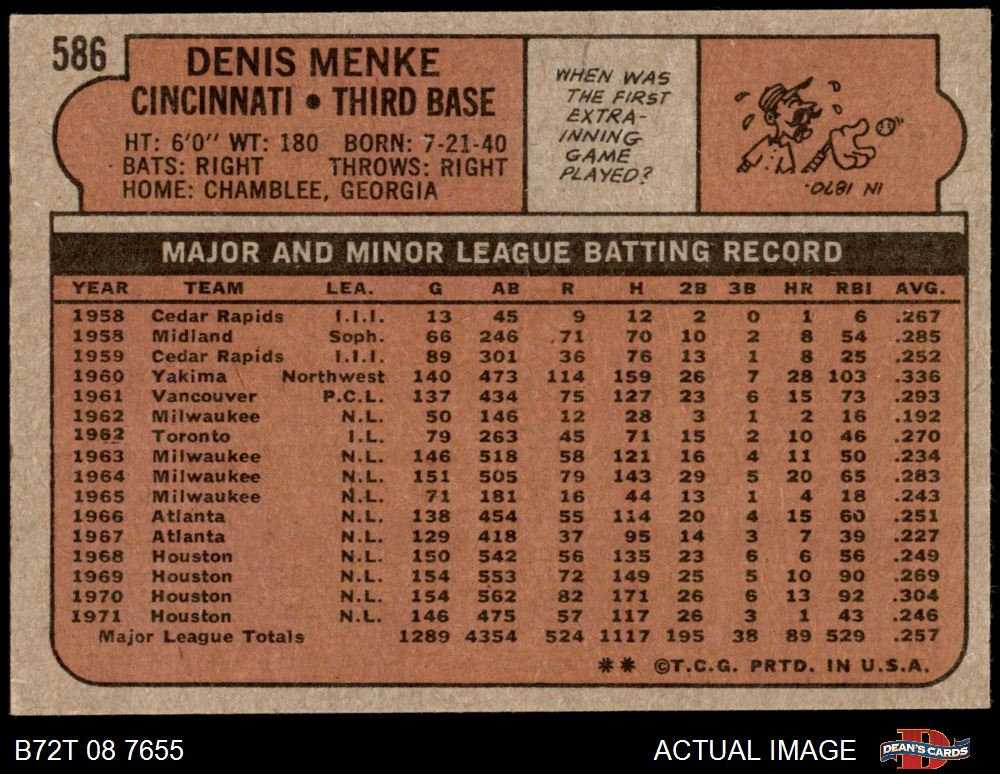 586
DENIS MENKE
CINCINNATI • THIRD BASE
HT: 6'0" WT: 180 BORN: 7-21-40
BATS: RIGHT THROWS: RIGHT
HOME: CHAMBLEE, GEORGIA
WHEN WAS
THE FIRST
EXTRA-
INNING
GAME
PLAYED?
IN 1870.
MAJOR AND MINOR LEAGUE BATTING RECORD
YEAR TEAM LEA. G AB R H 2B 3B HR RBI AVG.
1958 Cedar Rapids I.I.I. 13 45 9 12 2 0 1 6 .267
1958 Midland Soph. 66 246 71 70 10 2 8 54 .285
1959 Cedar Rapids I.I.I. 89 301 36 76 13 1 8 25 .252
1960 Yakima Northwest 140 473 114 159 26 7 28 103 .336
1961 Vancouver P.C.L. 137 434 75 127 23 6 15 73 .293
1962 Milwaukee N.L. 50 146 12 28 3 1 2 16 .192
1962 Toronto I.L. 79 263 45 71 15 2 10 46 .270
1963 Milwaukee N.L. 146 518 58 121 16 4 11 50 .234
1964 Milwaukee N.L. 151 505 79 143 29 5 20 65 .283
1965 Milwaukee N.L. 71 181 16 44 13 1 4 18 .243
1966 Atlanta N.L. 138 454 55 114 20 4 15 60 .251
1967 Atlanta N.L. 129 418 37 95 14 3 7 39 .227
1968 Houston N.L. 150 542 56 135 23 6 6 56 .249
1969 Houston N.L. 154 553 72 149 25 5 10 90 .269
1970 Houston N.L. 154 562 82 171 26 6 13 92 .304
1971 Houston N.L. 146 475 57 117 26 3 1 43 .246
Major League Totals 1289 4354 524 1117 195 38 89 529 .257
** ©T.C.G. PRTD. IN U.S.A.
B72T 08 7655
ACTUAL IMAGE
DEAN'S CARDS